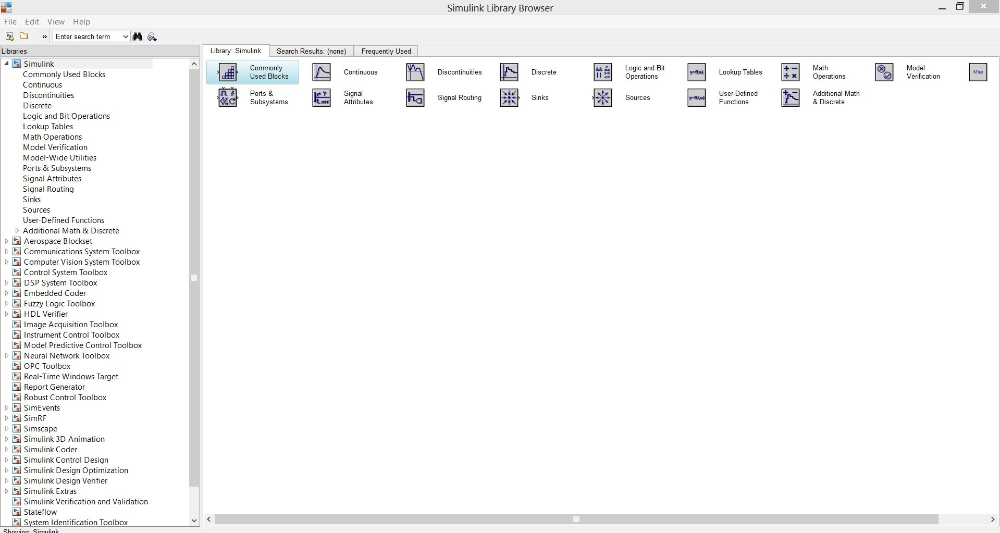 Simulink Library Browser
File Edit View Help
» Enter search term
Libraries
Library: Simulink Search Results: (none) Frequently Used
Simulink
Commonly Used Blocks
Continuous
Discontinuities
Discrete
Logic and Bit Operations
Lookup Tables
Math Operations
Model Verification
Model-Wide Utilities
Ports & Subsystems
Signal Attributes
Signal Routing
Sinks
Sources
User-Defined Functions
Additional Math & Discrete
Aerospace Blockset
Communications System Toolbox
Computer Vision System Toolbox
Control System Toolbox
DSP System Toolbox
Embedded Coder
Fuzzy Logic Toolbox
HDL Verifier
Image Acquisition Toolbox
Instrument Control Toolbox
Model Predictive Control Toolbox
Neural Network Toolbox
OPC Toolbox
Real-Time Windows Target
Report Generator
Robust Control Toolbox
SimEvents
SimRF
Simscape
Simulink 3D Animation
Simulink Coder
Simulink Control Design
Simulink Design Optimization
Simulink Design Verifier
Simulink Extras
Simulink Verification and Validation
Stateflow
System Identification Toolbox
Commonly
Used Blocks
Continuous
Discontinuities
Discrete
Logic and Bit
Operations
y=f(u)
Lookup Tables
+ −
÷ ×
Math
Operations
Model
Verification
Misc
Ports &
Subsystems
Signal
Attributes
Signal Routing
Sinks
Sources
y=f(t,u)
User-Defined
Functions
Additional Math
& Discrete
Showing: Simulink